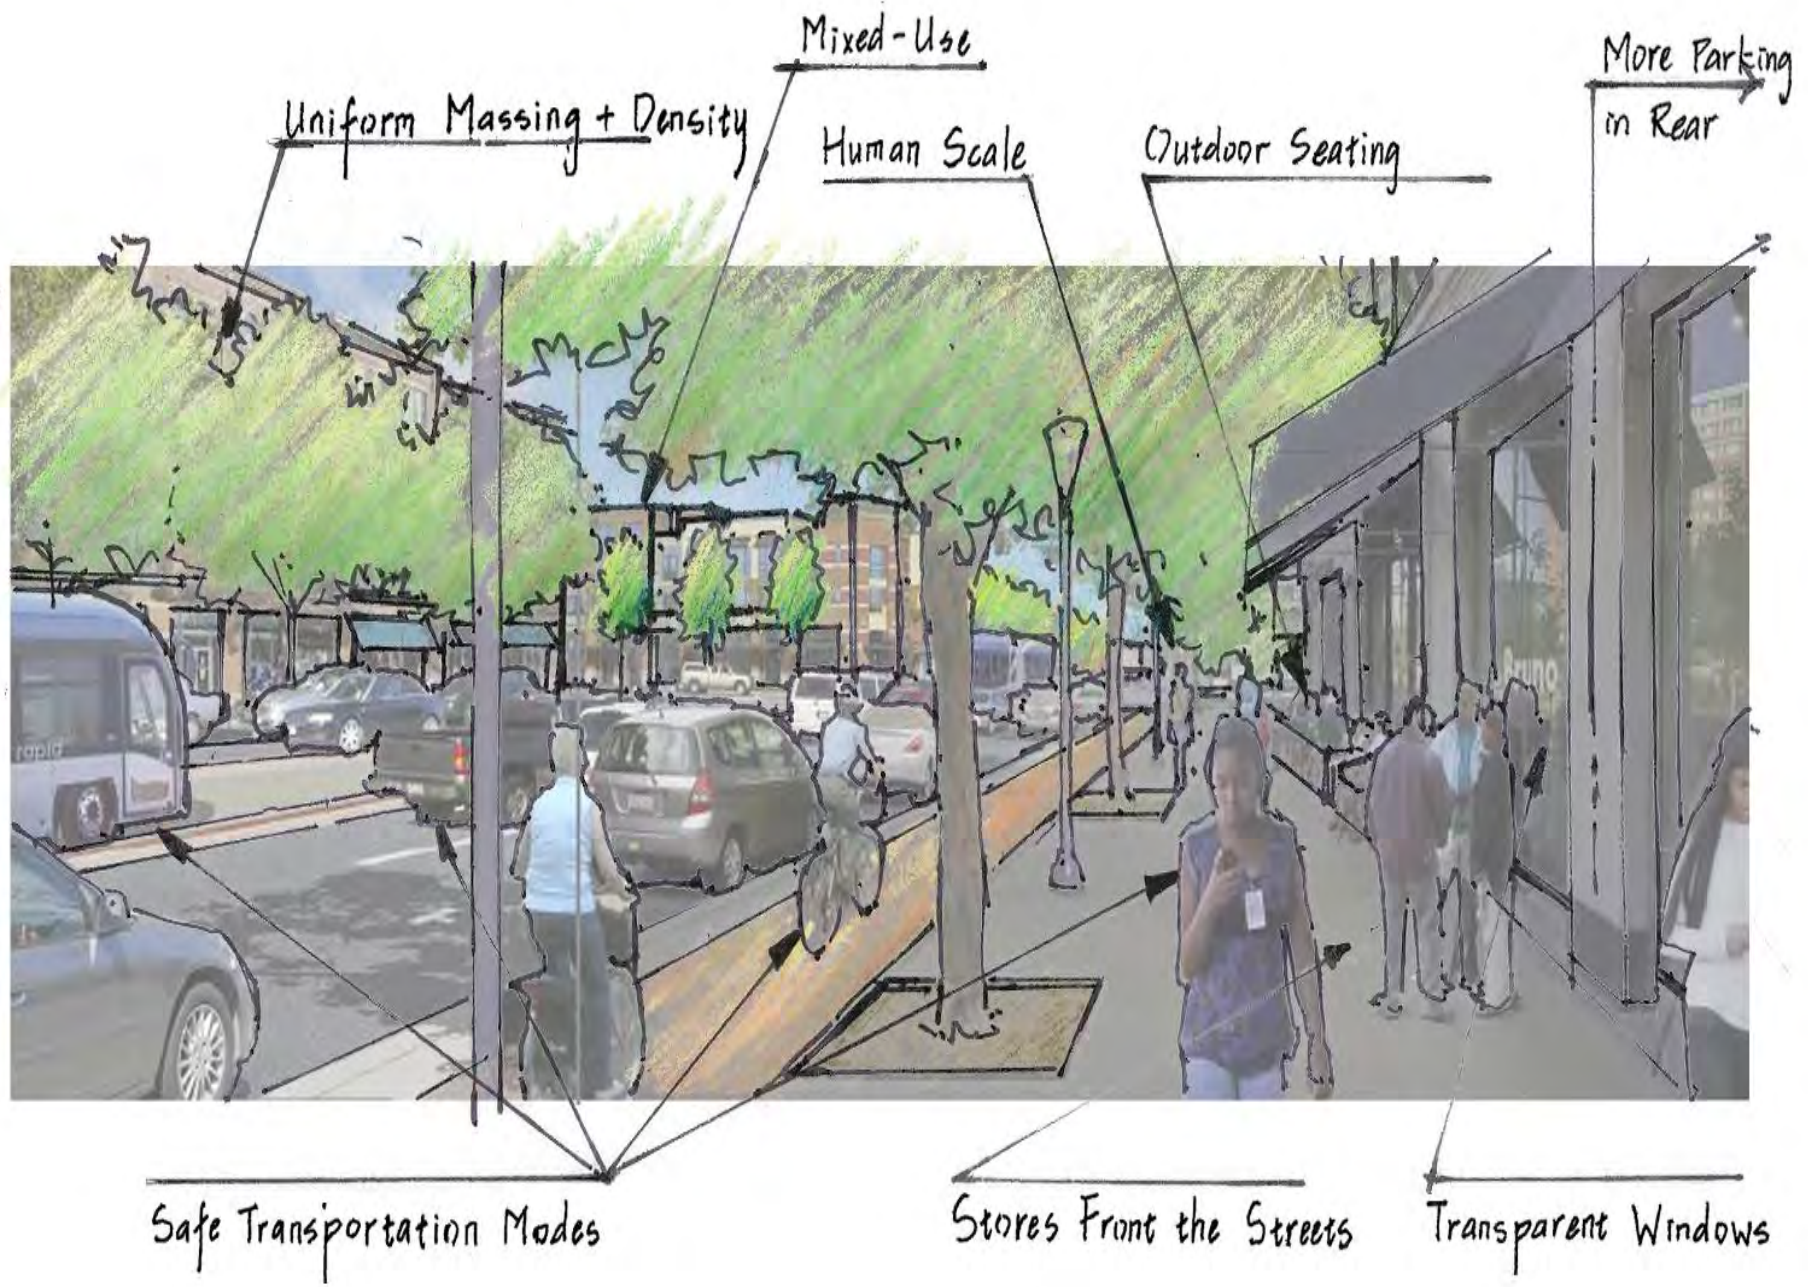 Mixed-Use
More Parking
in Rear
Uniform Massing + Density
Human Scale
Outdoor Seating
rapid
Bruno
Safe Transportation Modes
Stores Front the Streets
Transparent Windows